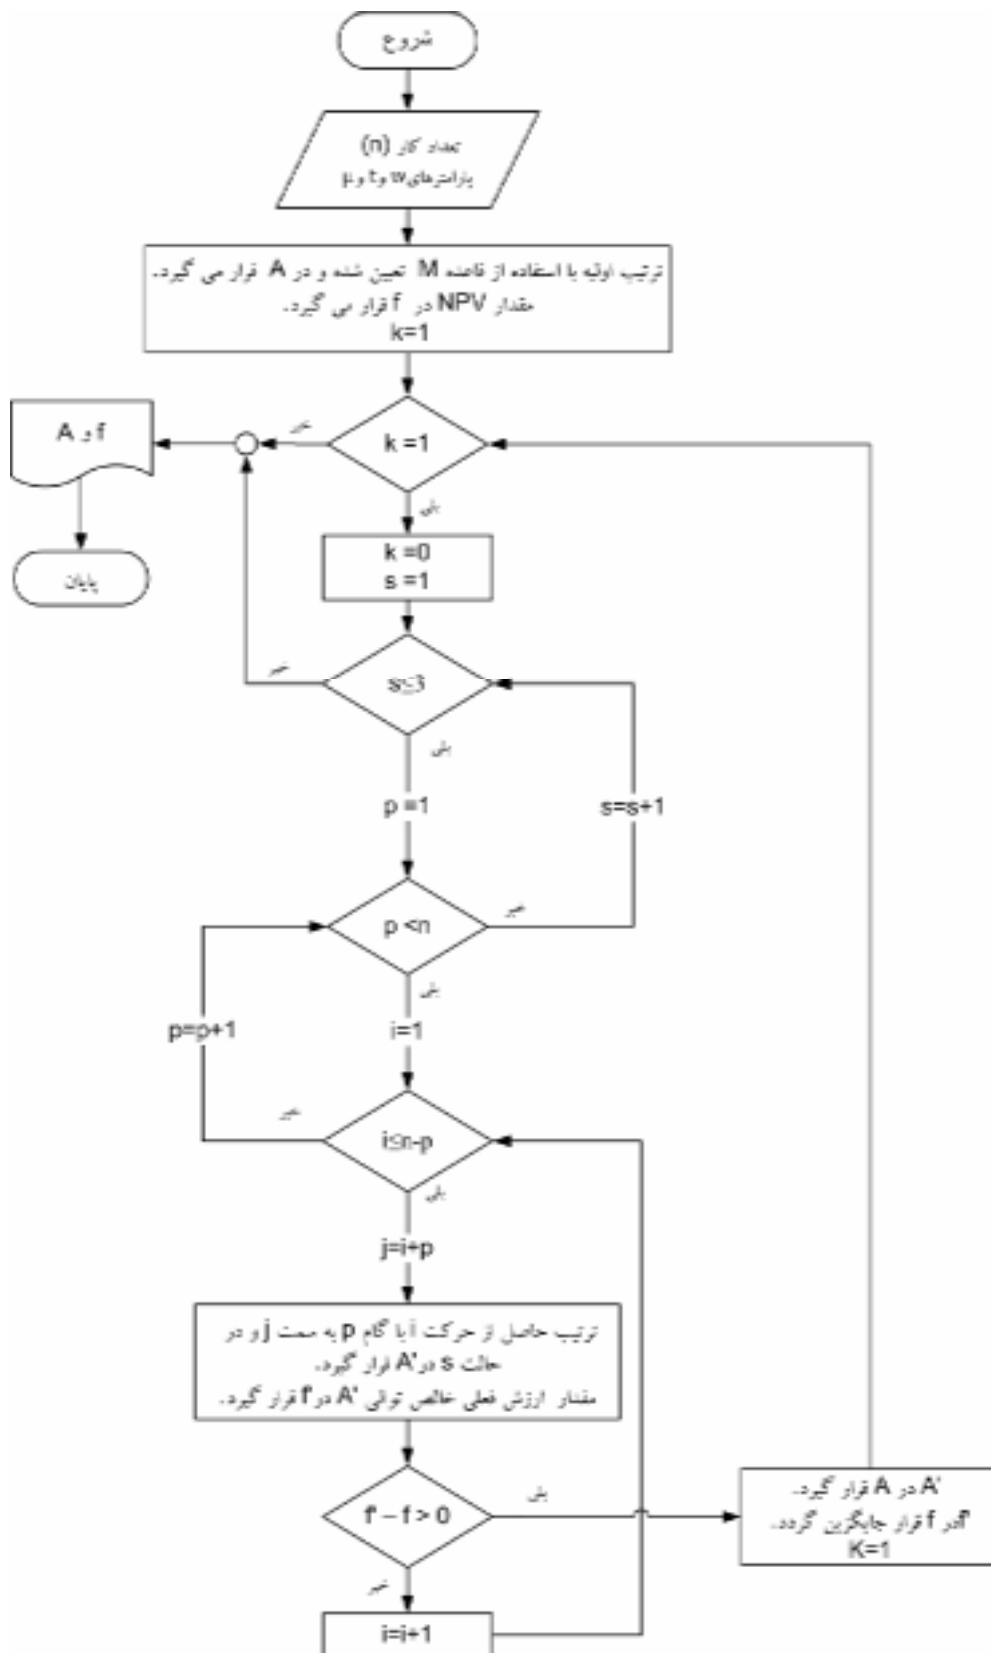 شروع
تعداد کار (n)
پارامترهای w و t و μ
ترتیب اولیه با استفاده از قاعده M تعیین شده و در A قرار می گیرد.
مقدار NPV در f قرار می گیرد.
k=1
k =1
خیر
f و A
پایان
بلی
k =0
s =1
s≤3
خیر
بلی
p =1
s=s+1
p <n
خیر
بلی
p=p+1
i=1
i≤n-p
خیر
بلی
j=i+p
ترتیب حاصل از حرکت i با گام p به سمت j و در
حالت s در A' قرار گیرد.
مقدار ارزش فعلی خالص توالی A' در f' قرار گیرد.
f' – f > 0
بلی
A' در A قرار گیرد.
f' در f قرار جایگزین گردد.
K=1
خیر
i=i+1